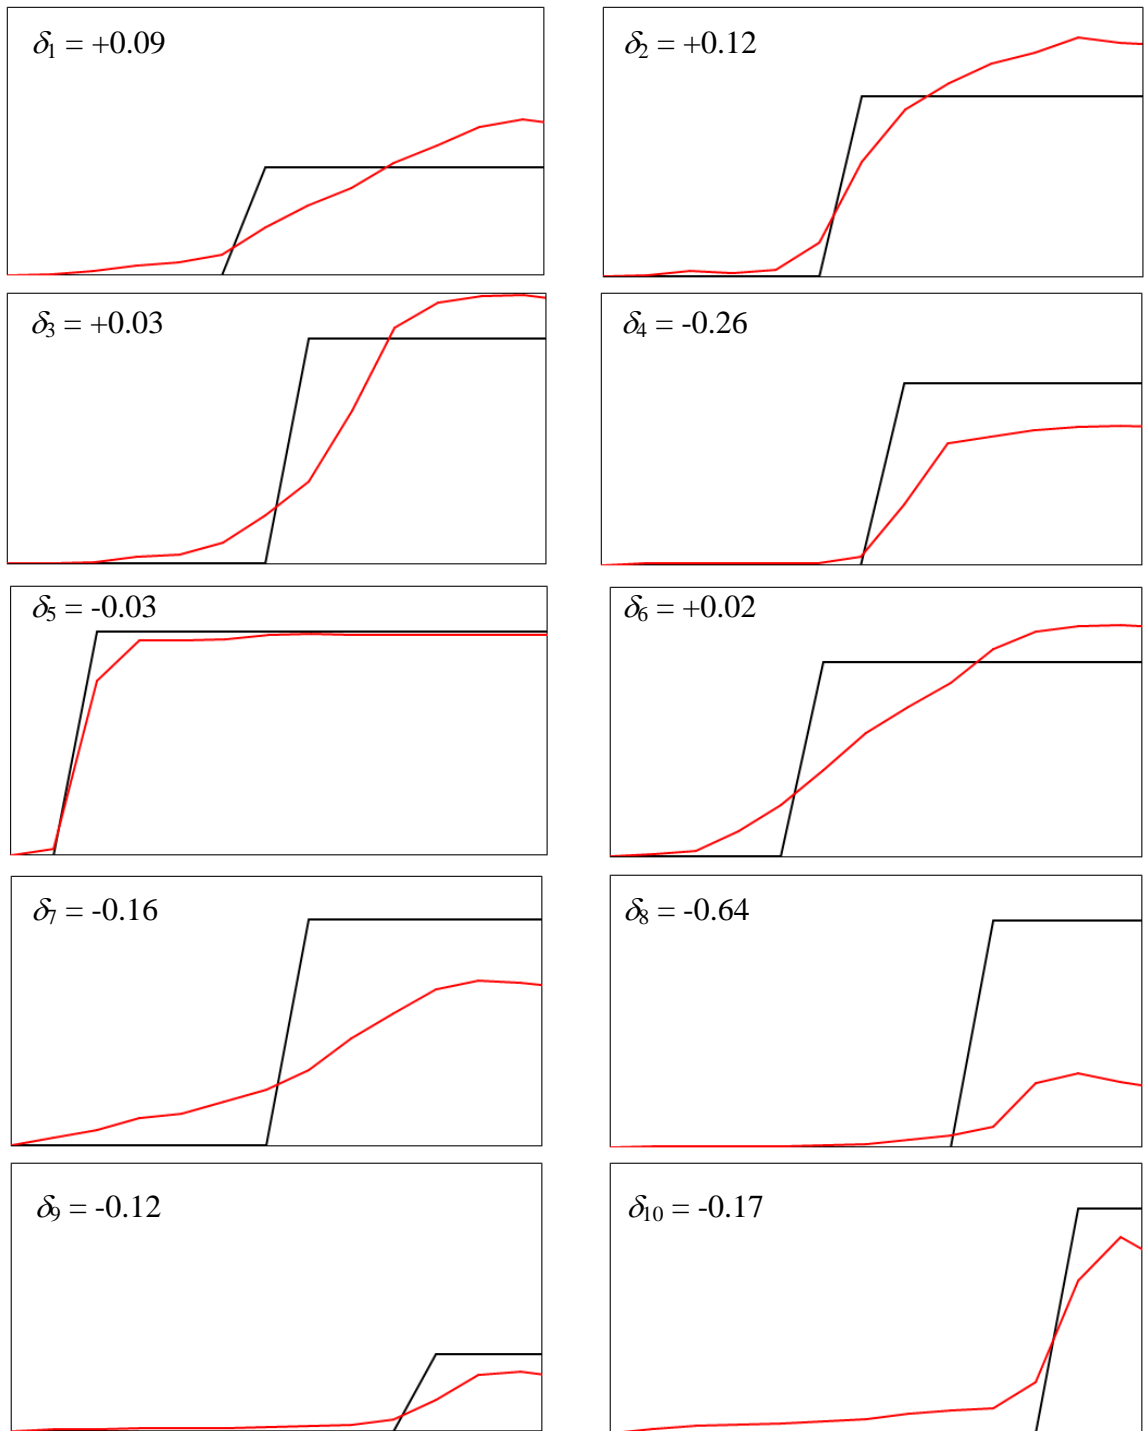 δ₁ = +0.09
δ₂ = +0.12
δ₃ = +0.03
δ₄ = -0.26
δ₅ = -0.03
δ₆ = +0.02
δ₇ = -0.16
δ₈ = -0.64
δ₉ = -0.12
δ₁₀ = -0.17